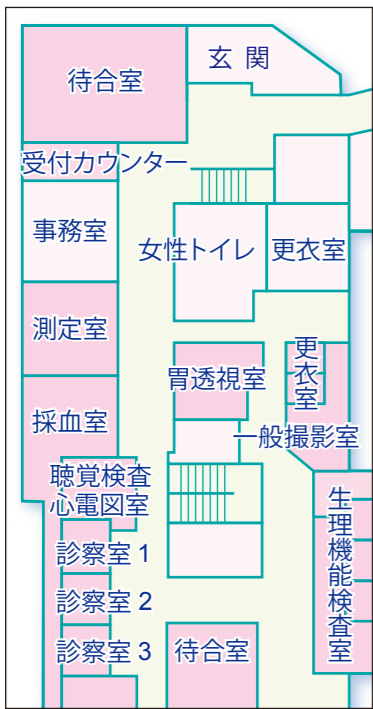 玄関
待合室
受付カウンター
事務室
女性トイレ
更衣室
測定室
胃透視室
更衣室
採血室
一般撮影室
聴覚検査
心電図室
生理機能検査室
診察室 1
診察室 2
診察室 3
待合室